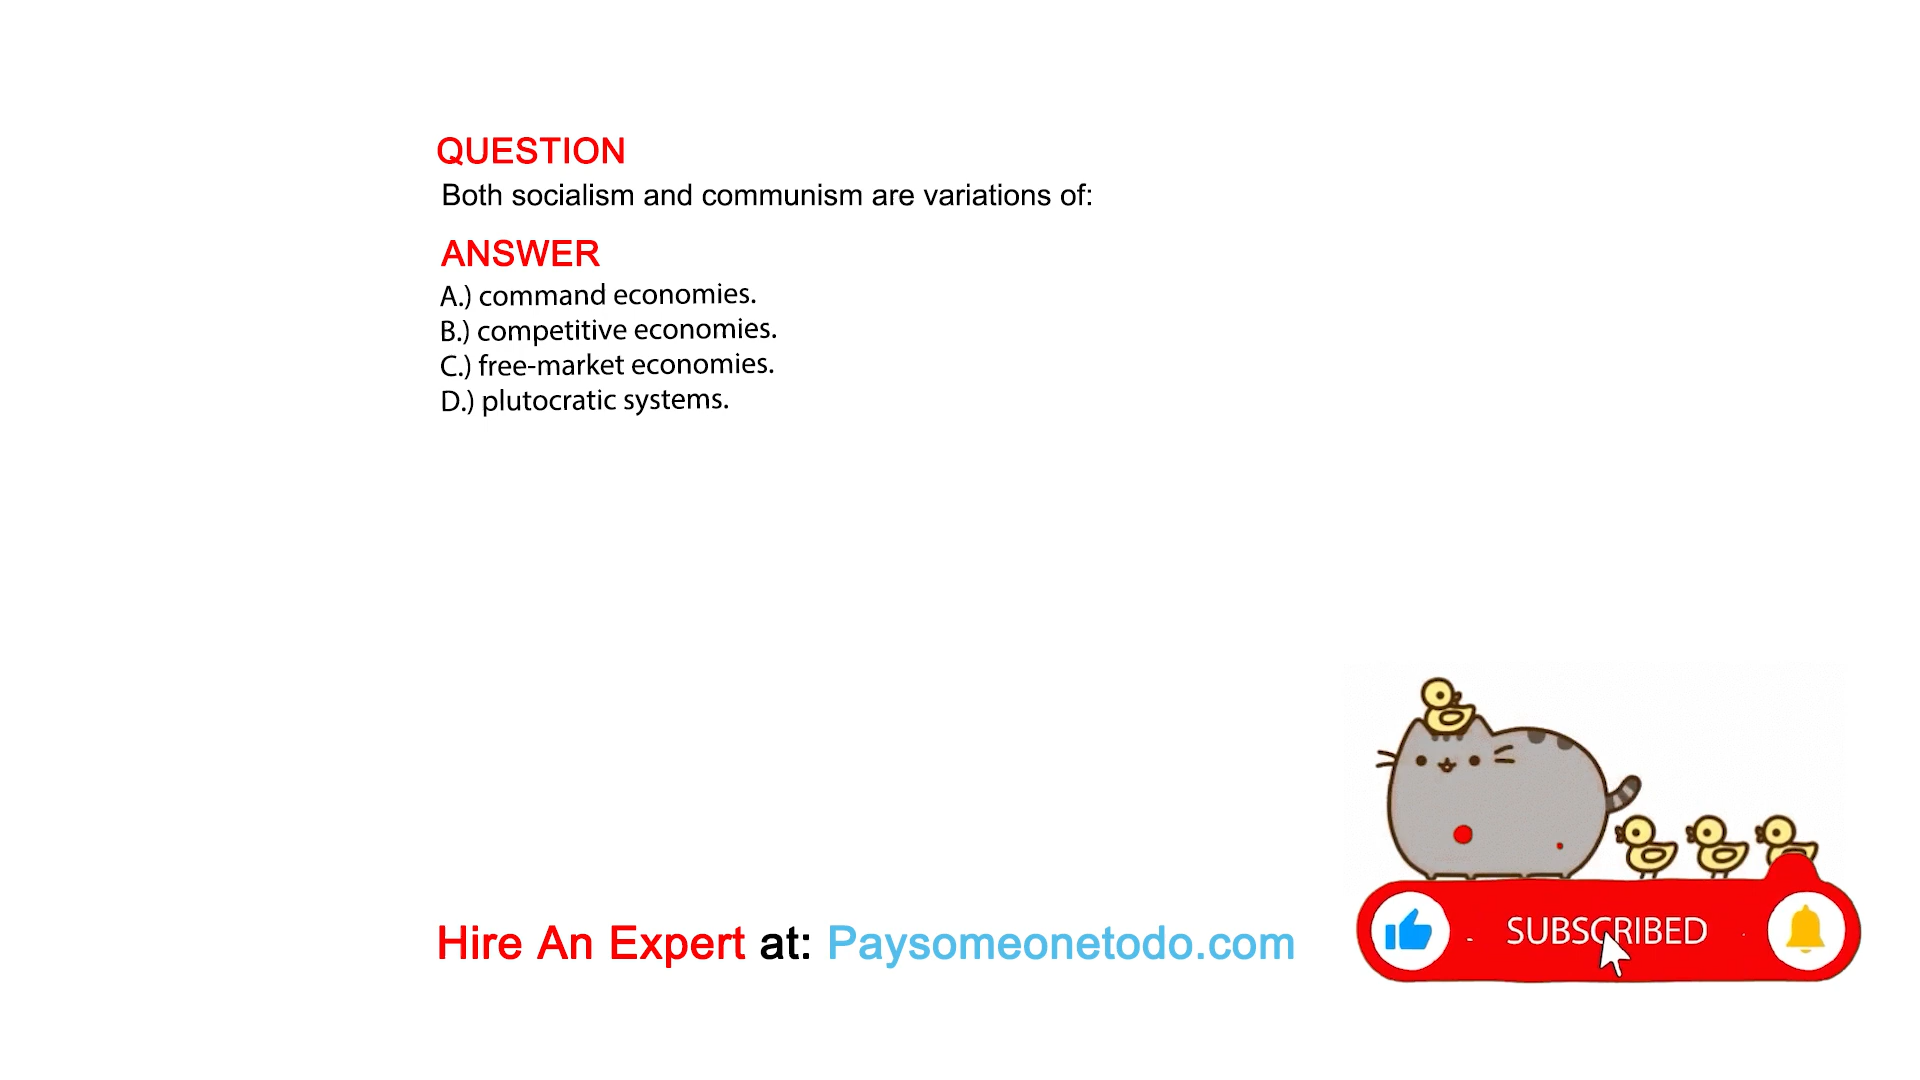 QUESTION
Both socialism and communism are variations of:
ANSWER
A.) command economies.
B.) competitive economies.
C.) free-market economies.
D.) plutocratic systems.
Hire An Expert at: Paysomeonetodo.com
SUBSCRIBED